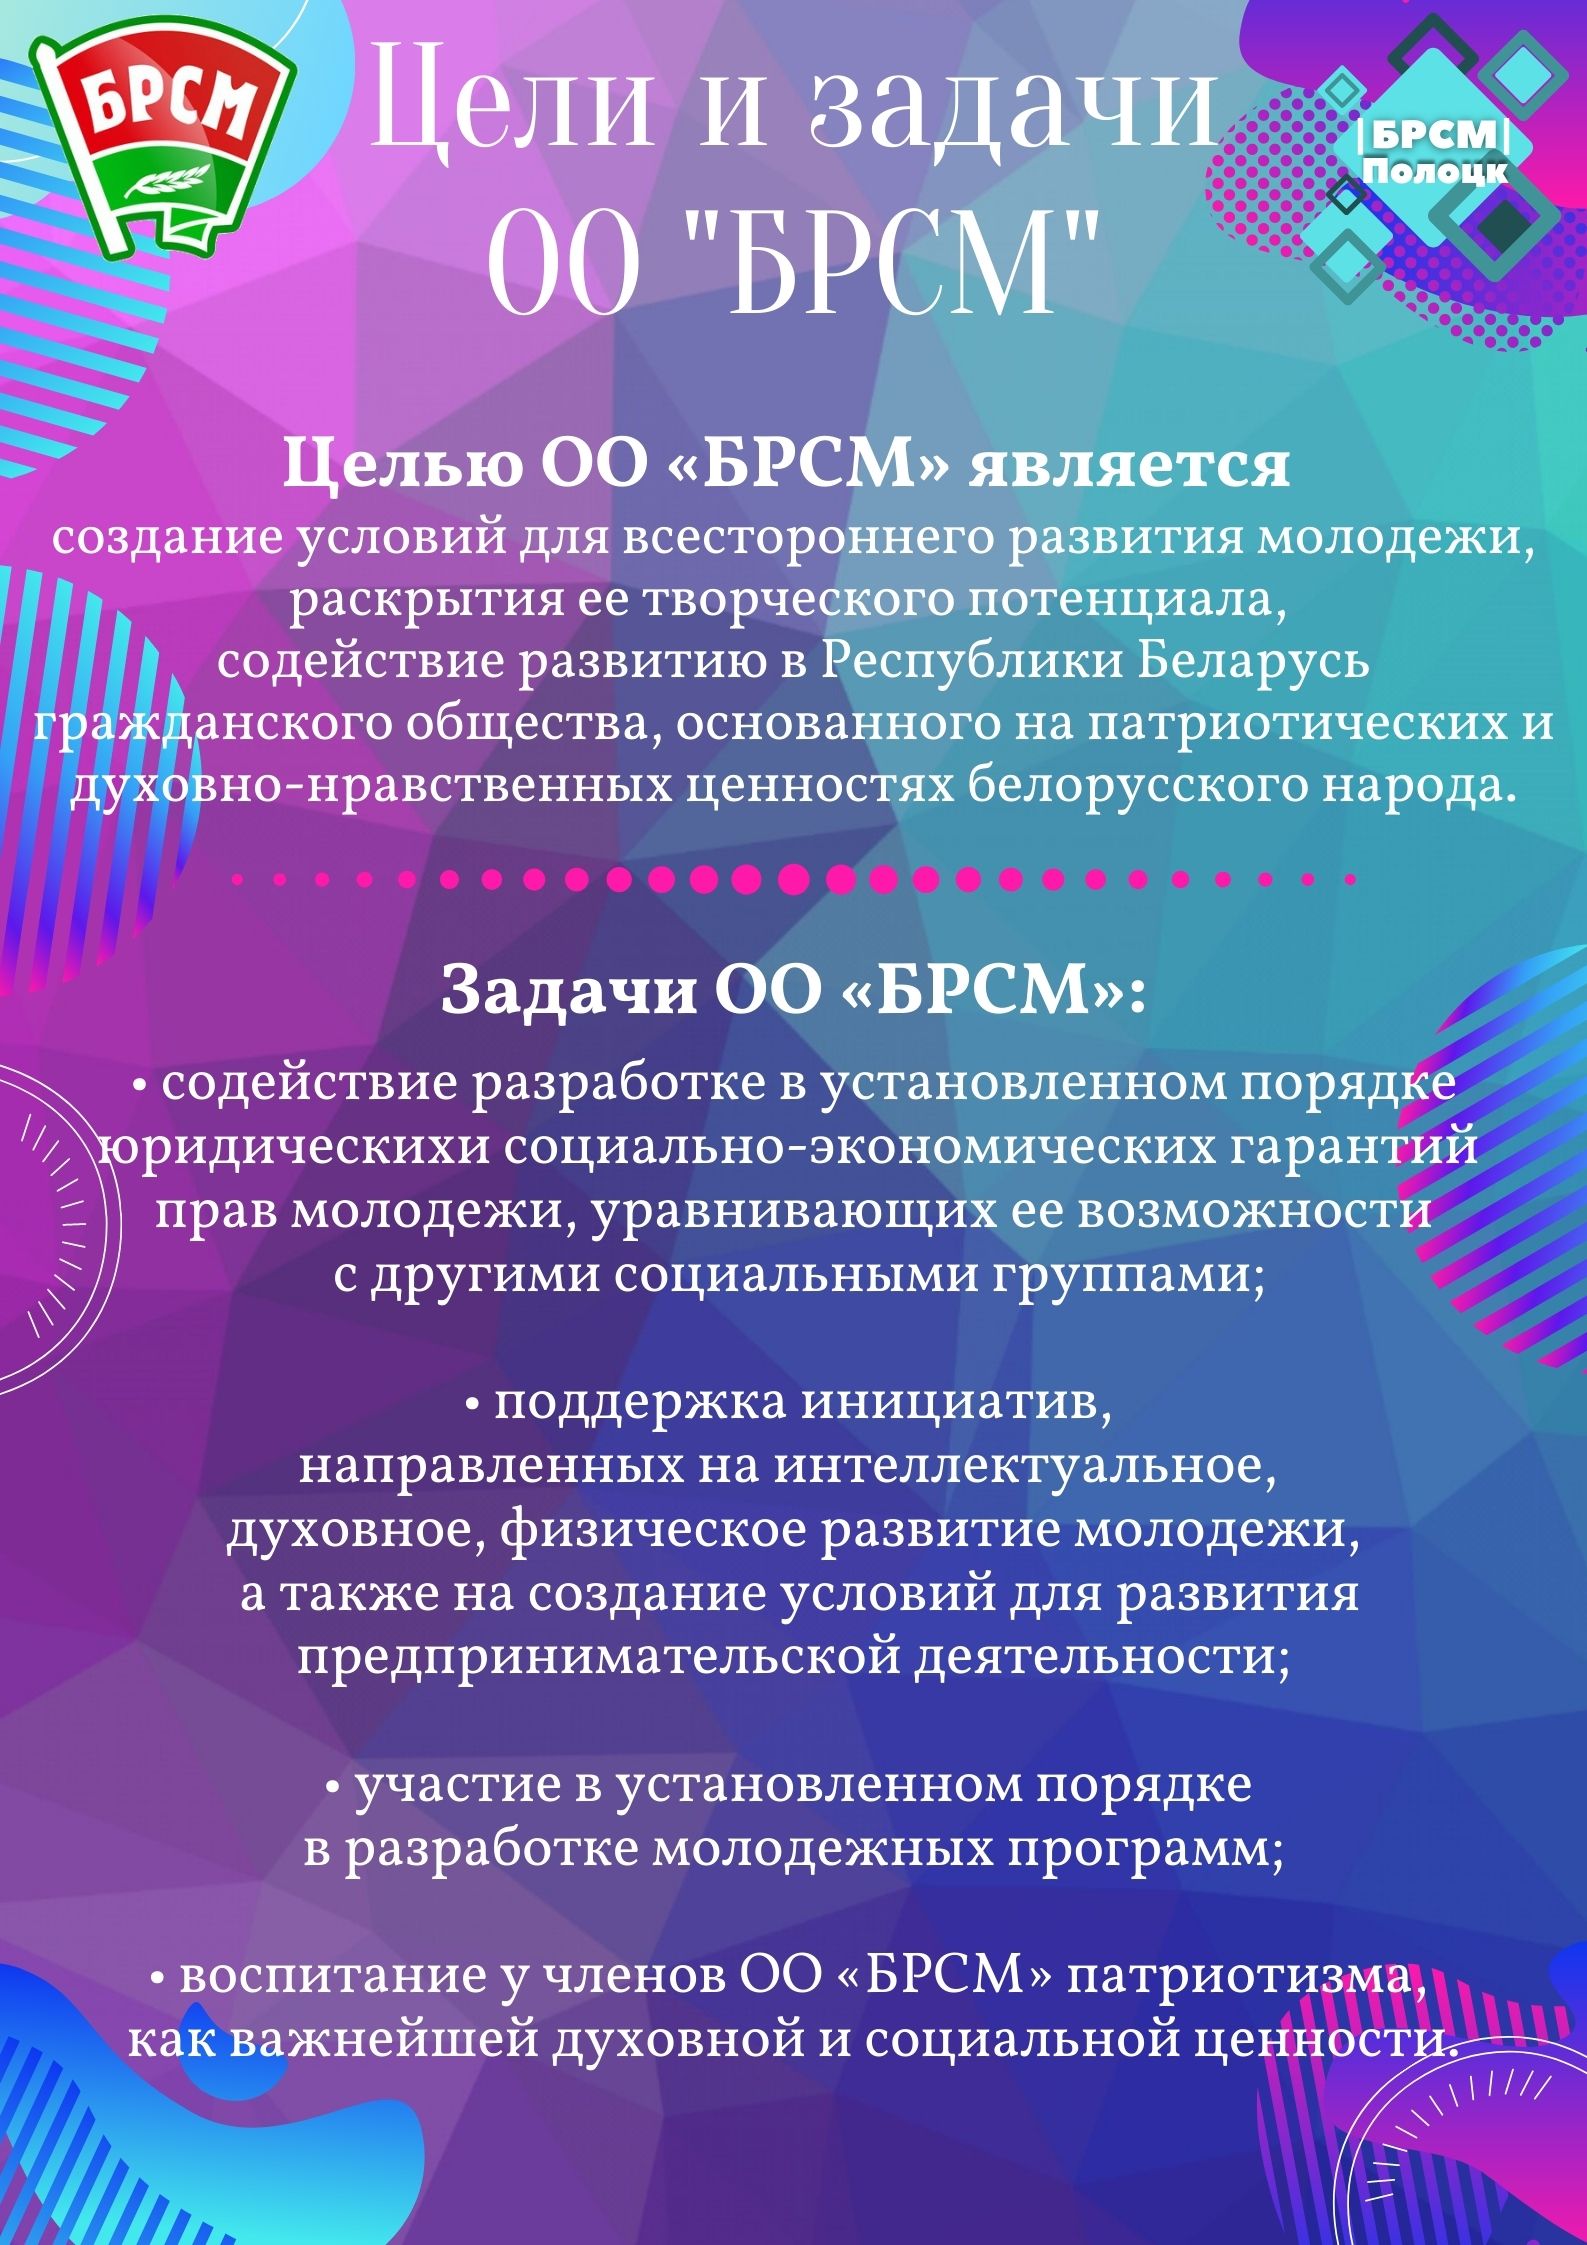 БРСМ
Цели и задачи
ОО "БРСМ"
|БРСМ|
Полоцк
Целью ОО «БРСМ» является
создание условий для всестороннего развития молодежи,
раскрытия ее творческого потенциала,
содействие развитию в Республики Беларусь
гражданского общества, основанного на патриотических и
духовно-нравственных ценностях белорусского народа.
Задачи ОО «БРСМ»:
• содействие разработке в установленном порядке
юридическихи социально-экономических гарантий
прав молодежи, уравнивающих ее возможности
с другими социальными группами;
• поддержка инициатив,
направленных на интеллектуальное,
духовное, физическое развитие молодежи,
а также на создание условий для развития
предпринимательской деятельности;
• участие в установленном порядке
в разработке молодежных программ;
• воспитание у членов ОО «БРСМ» патриотизма,
как важнейшей духовной и социальной ценности.